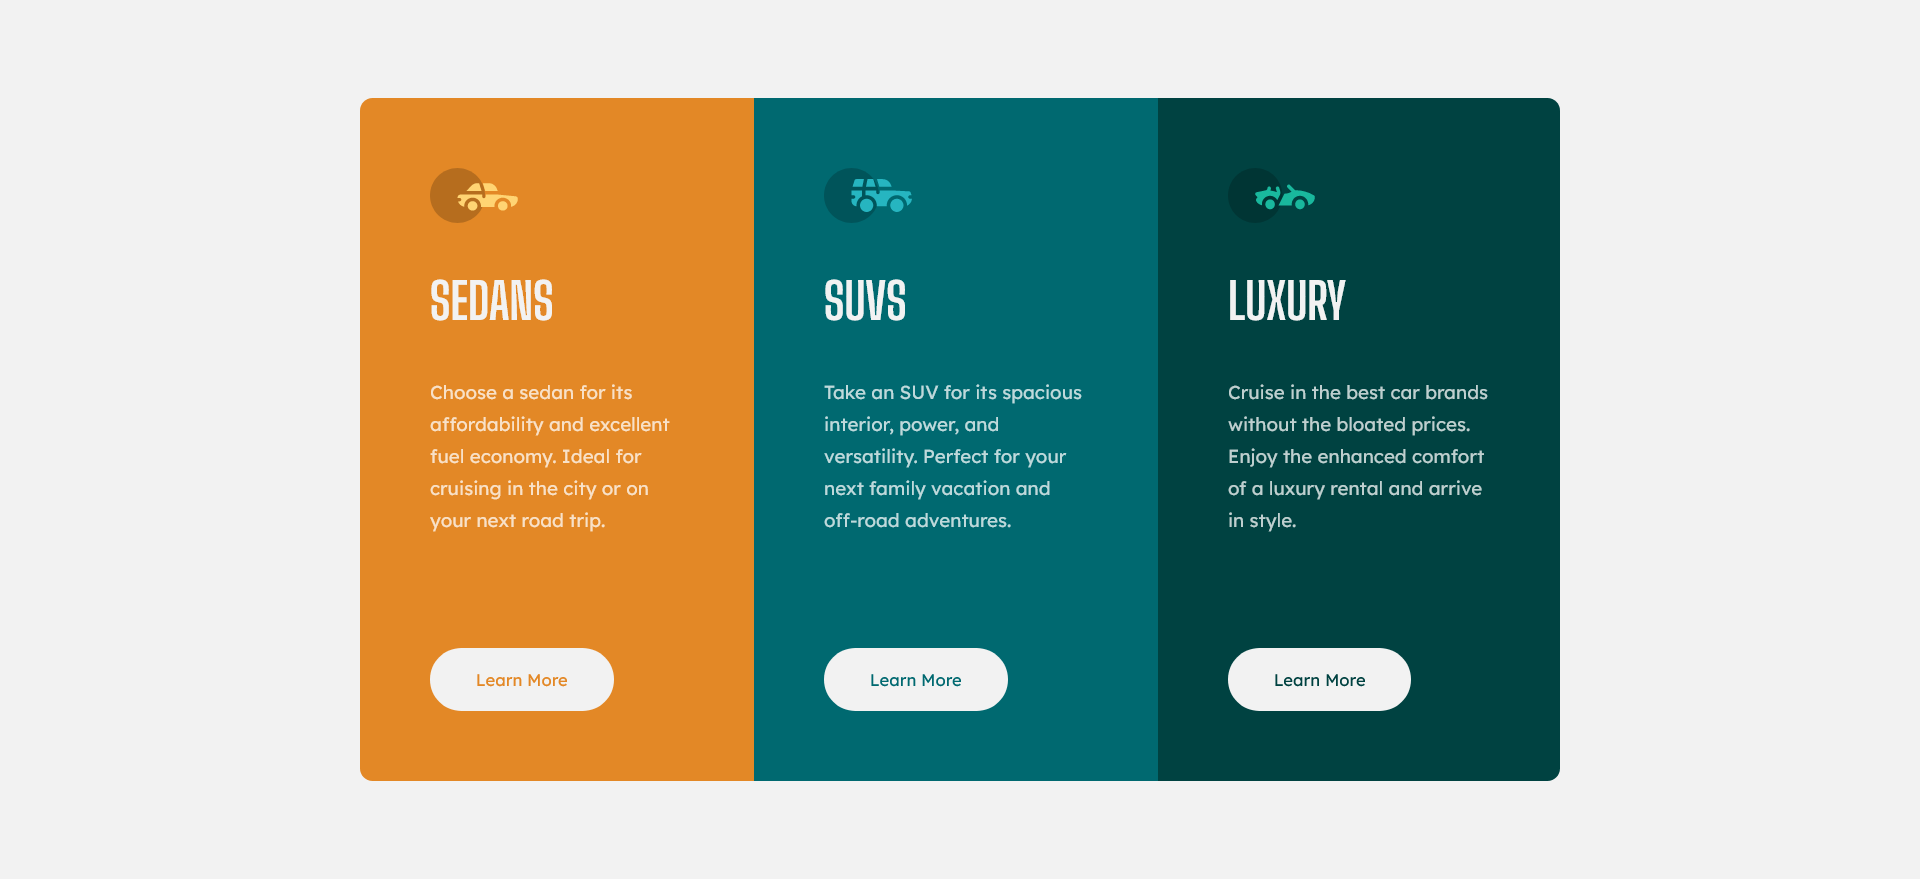 SEDANS
Choose a sedan for its
affordability and excellent
fuel economy. Ideal for
cruising in the city or on
your next road trip.
Learn More
SUVS
Take an SUV for its spacious
interior, power, and
versatility. Perfect for your
next family vacation and
off-road adventures.
Learn More
LUXURY
Cruise in the best car brands
without the bloated prices.
Enjoy the enhanced comfort
of a luxury rental and arrive
in style.
Learn More